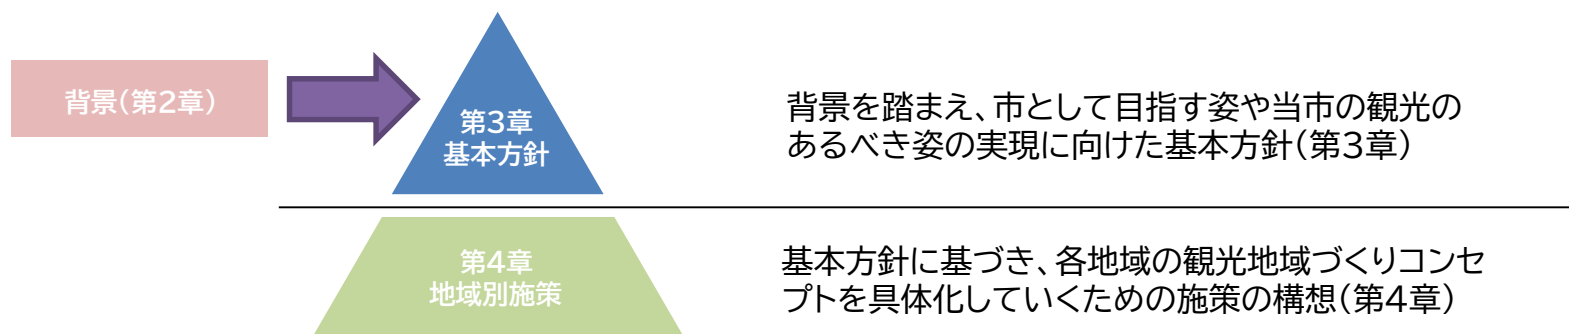 背景(第2章)
第3章
基本方針
背景を踏まえ、市として目指す姿や当市の観光の
あるべき姿の実現に向けた基本方針(第3章)
第4章
地域別施策
基本方針に基づき、各地域の観光地域づくりコンセ
プトを具体化していくための施策の構想(第4章)